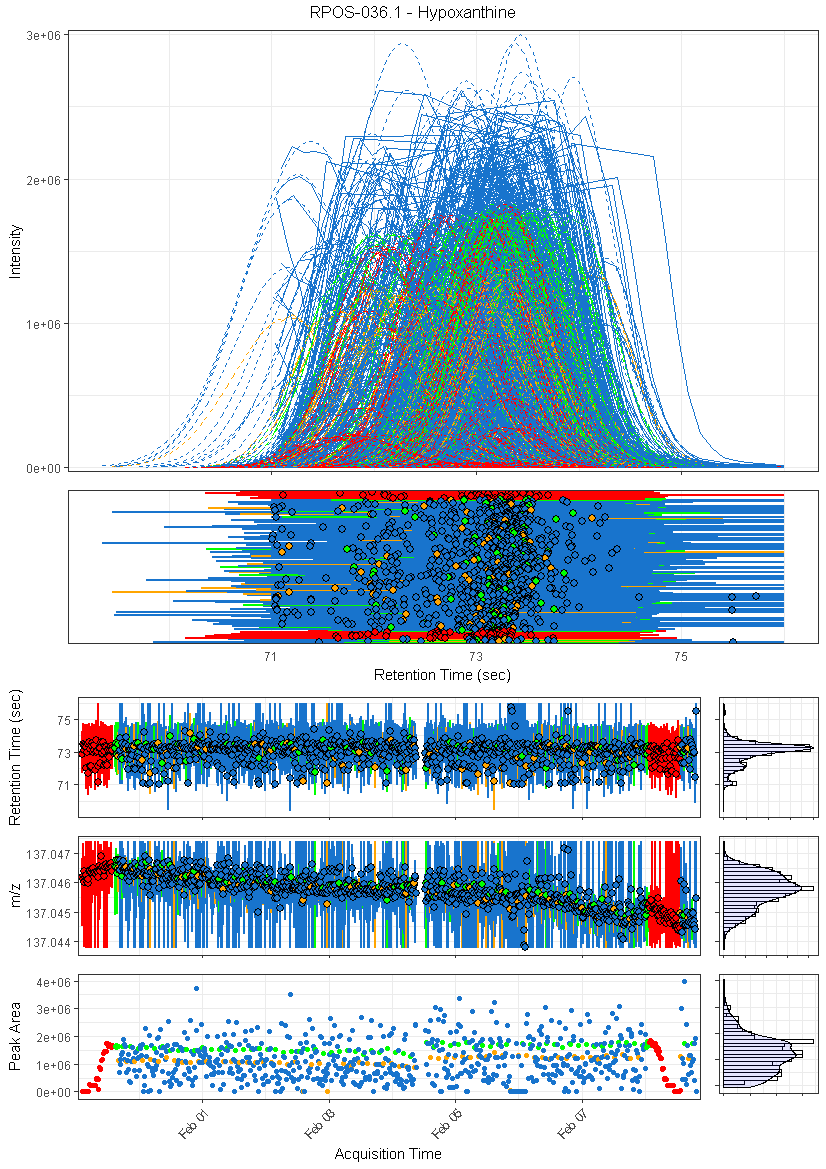 RPOS-036.1 - Hypoxanthine
3e+06
2e+06
1e+06
0e+00
Intensity
71
73
75
Retention Time (sec)
75
73
71
Retention Time (sec)
137.047
137.046
137.045
137.044
m/z
4e+06
3e+06
2e+06
1e+06
0e+00
Peak Area
Feb 01
Feb 03
Feb 05
Feb 07
Acquisition Time